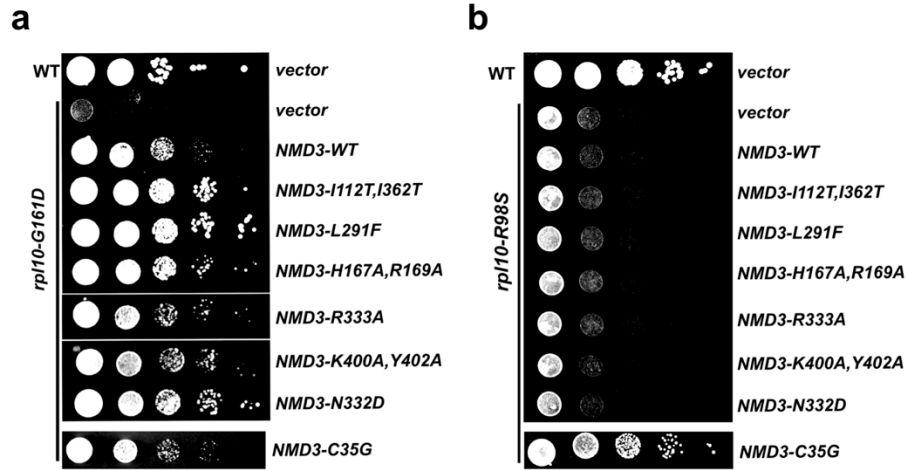 a
WT
vector
vector
NMD3-WT
NMD3-I112T,I362T
NMD3-L291F
NMD3-H167A,R169A
NMD3-R333A
NMD3-K400A,Y402A
NMD3-N332D
NMD3-C35G
rpl10-G161D
b
WT
vector
vector
NMD3-WT
NMD3-I112T,I362T
NMD3-L291F
NMD3-H167A,R169A
NMD3-R333A
NMD3-K400A,Y402A
NMD3-N332D
NMD3-C35G
rpl10-R98S